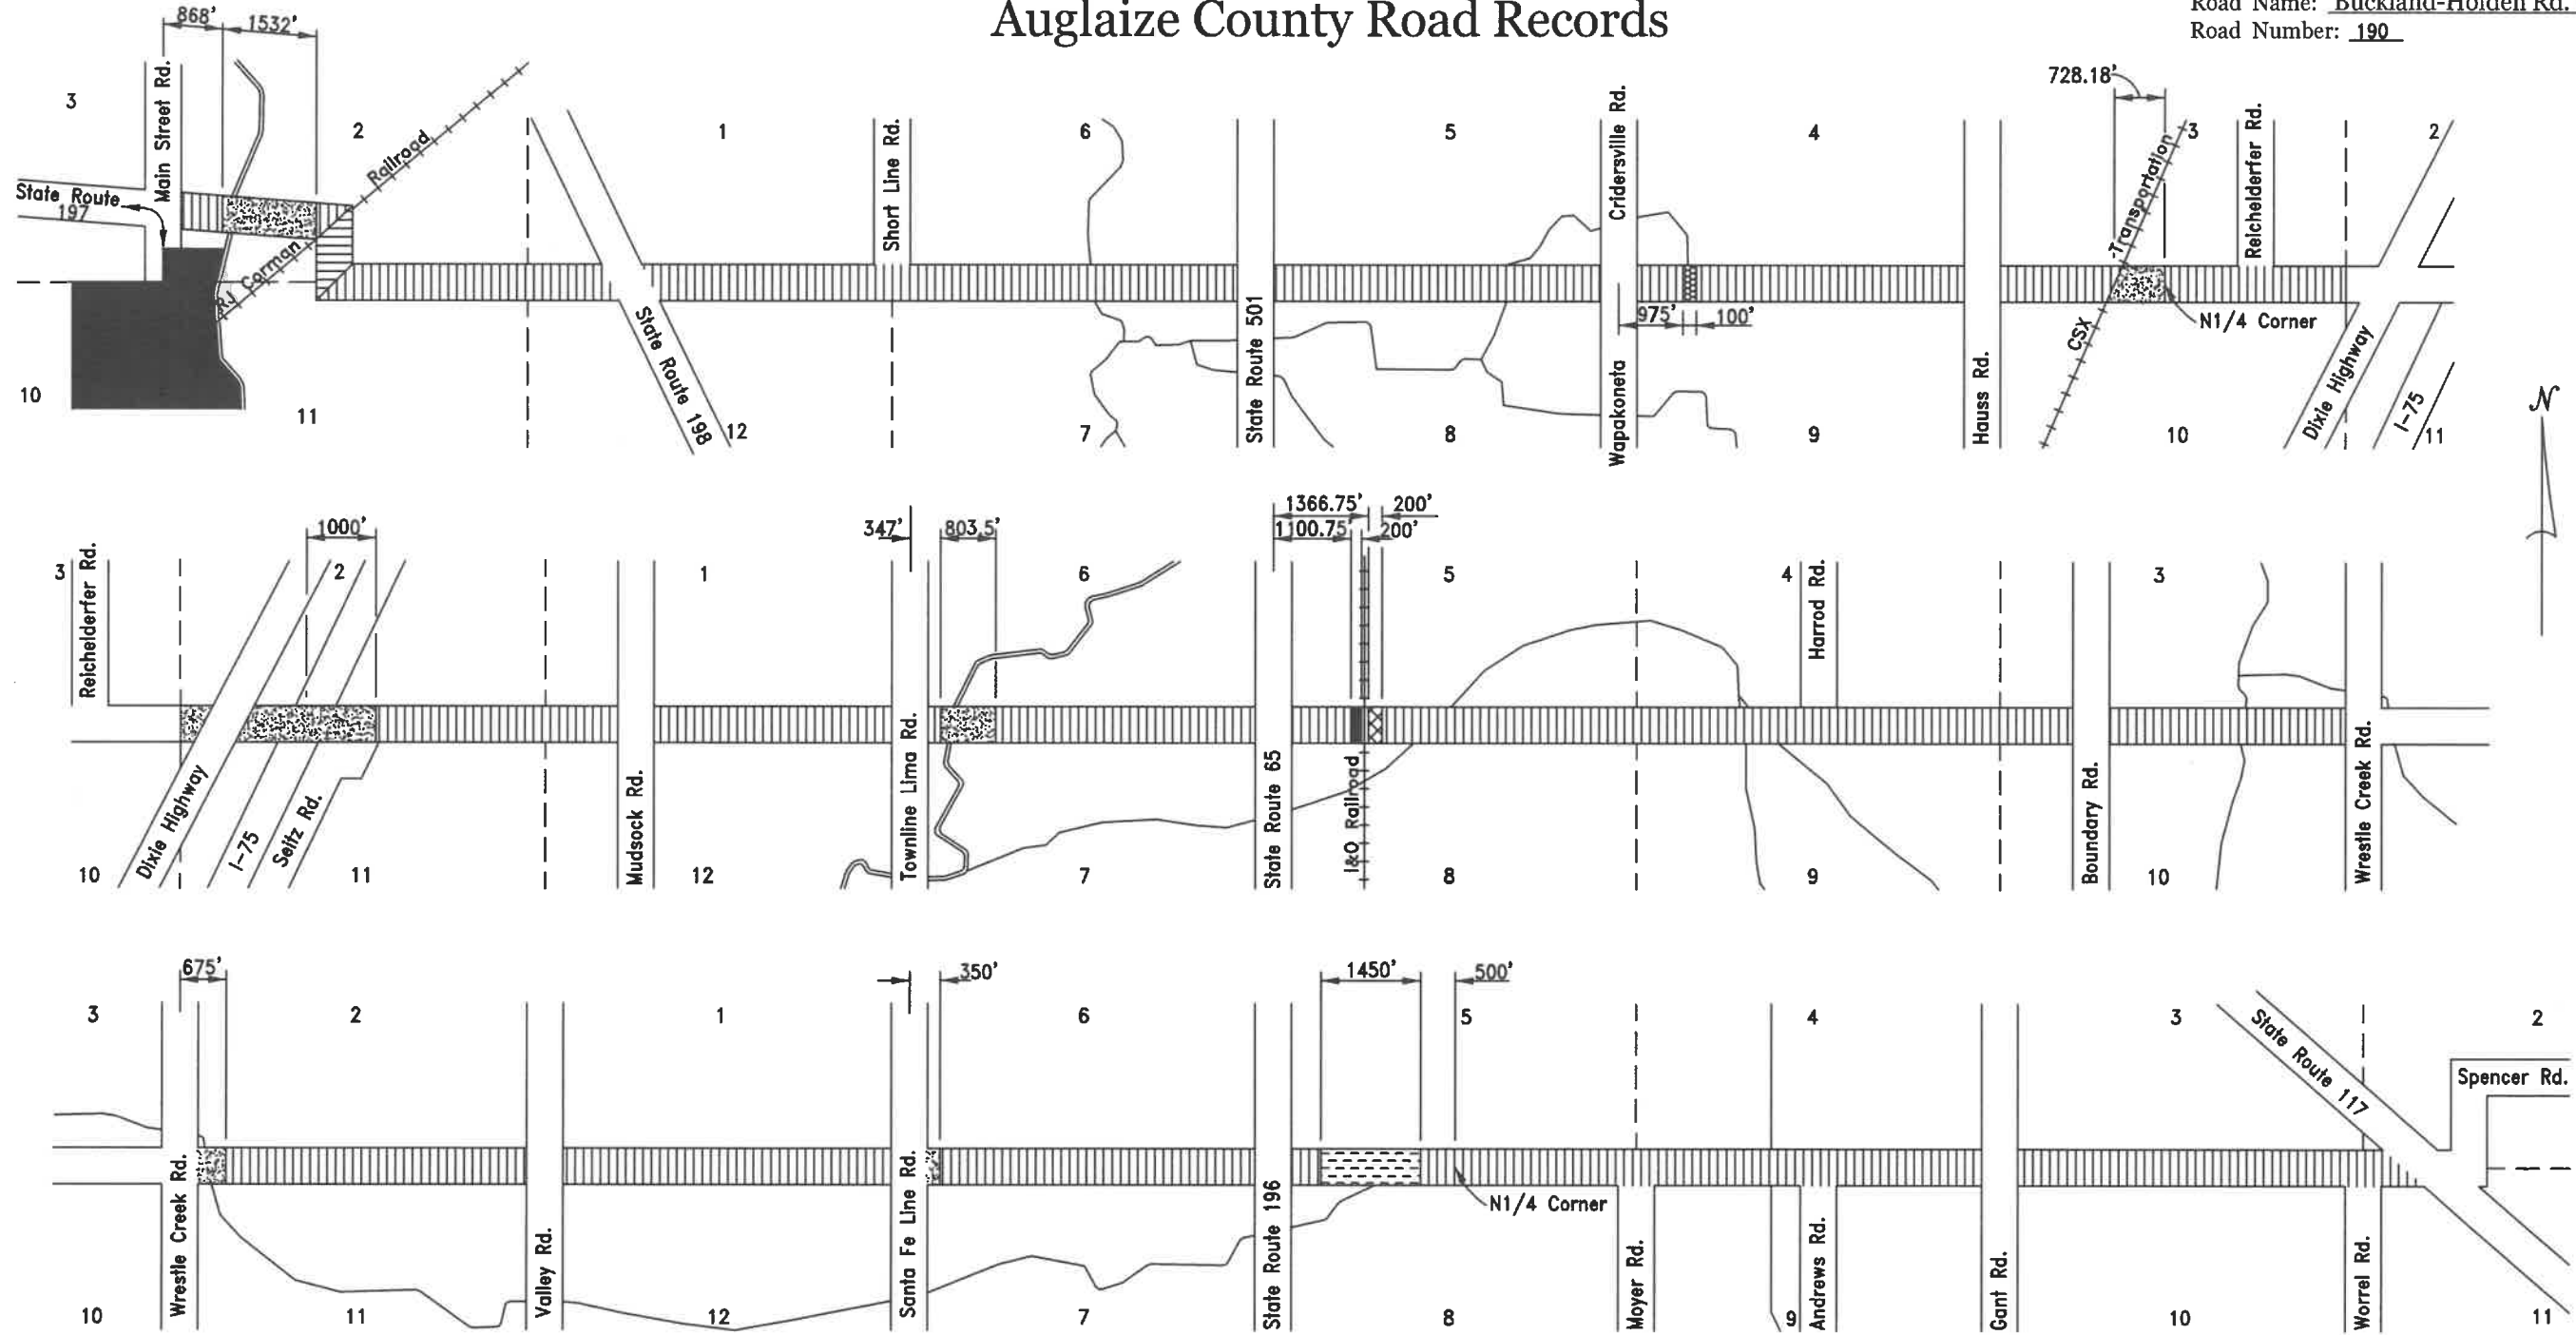 Auglaize County Road Records
Road Name: Buckland-Holden Rd.
Road Number: 190
868'
1532'
728.18'
3
Main Street Rd.
2
Railroad
1
Short Line Rd.
6
5
Cridersville Rd.
4
Transportation
3
Reichelderfer Rd.
2
State Route
197
RJ Corman
State Route 501
975'
100'
N1/4 Corner
State Route 198
Wapakoneta
Hauss Rd.
CSX
Dixie Highway
I-75
10
11
12
7
8
9
10
11
N
1000'
347'
803.5'
1366.75'
200'
1100.75'
200'
3
Reichelderfer Rd.
2
1
6
5
4
Harrod Rd.
3
Dixie Highway
I-75
Seitz Rd.
Mudsock Rd.
Townline Lima Rd.
State Route 65
I&O Railroad
Boundary Rd.
Wrestle Creek Rd.
10
11
12
7
8
9
10
675'
350'
1450'
500'
3
2
1
6
5
4
3
State Route 117
2
Spencer Rd.
N1/4 Corner
Wrestle Creek Rd.
Valley Rd.
Santa Fe Line Rd.
State Route 196
Moyer Rd.
Andrews Rd.
Gant Rd.
Worrel Rd.
10
11
12
7
8
9
10
11